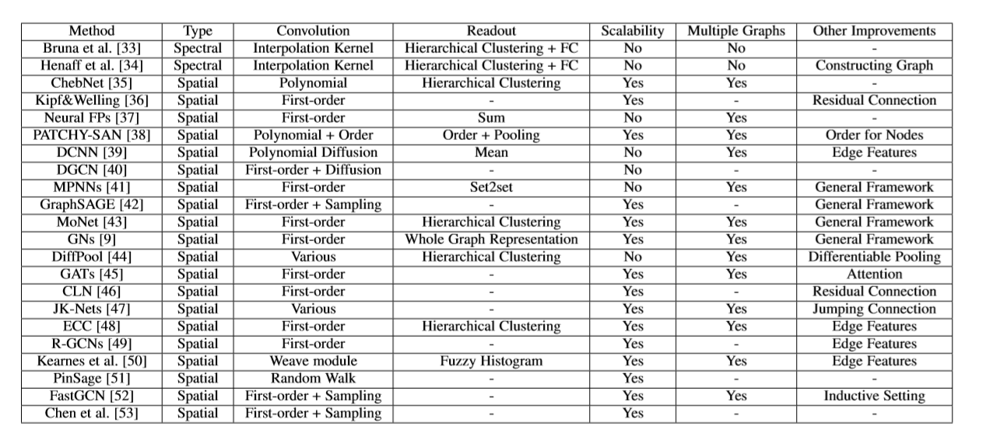 Method Type Convolution Readout Scalability Multiple Graphs Other Improvements
Bruna et al. [33] Spectral Interpolation Kernel Hierarchical Clustering + FC No No -
Henaff et al. [34] Spectral Interpolation Kernel Hierarchical Clustering + FC No No Constructing Graph
ChebNet [35] Spatial Polynomial Hierarchical Clustering Yes Yes -
Kipf&Welling [36] Spatial First-order - Yes - Residual Connection
Neural FPs [37] Spatial First-order Sum No Yes -
PATCHY-SAN [38] Spatial Polynomial + Order Order + Pooling Yes Yes Order for Nodes
DCNN [39] Spatial Polynomial Diffusion Mean No Yes Edge Features
DGCN [40] Spatial First-order + Diffusion - No - -
MPNNs [41] Spatial First-order Set2set No Yes General Framework
GraphSAGE [42] Spatial First-order + Sampling - Yes - General Framework
MoNet [43] Spatial First-order Hierarchical Clustering Yes Yes General Framework
GNs [9] Spatial First-order Whole Graph Representation Yes Yes General Framework
DiffPool [44] Spatial Various Hierarchical Clustering No Yes Differentiable Pooling
GATs [45] Spatial First-order - Yes Yes Attention
CLN [46] Spatial First-order - Yes - Residual Connection
JK-Nets [47] Spatial Various - Yes Yes Jumping Connection
ECC [48] Spatial First-order Hierarchical Clustering Yes Yes Edge Features
R-GCNs [49] Spatial First-order - Yes - Edge Features
Kearnes et al. [50] Spatial Weave module Fuzzy Histogram Yes Yes Edge Features
PinSage [51] Spatial Random Walk - Yes - -
FastGCN [52] Spatial First-order + Sampling - Yes Yes Inductive Setting
Chen et al. [53] Spatial First-order + Sampling - Yes - -